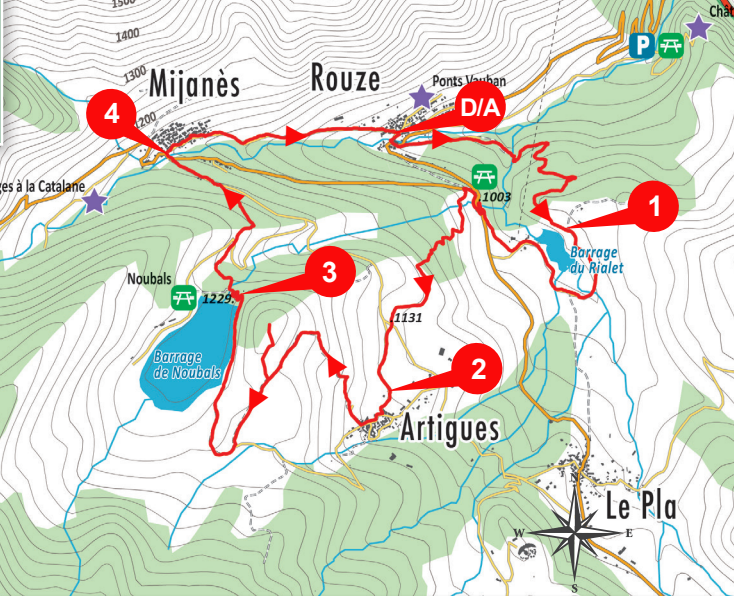 1500
1400
1300
1200
Chât
P
Mijanès
Rouze
Ponts Vauban
D/A
4
ges à la Catalane
1003
1
Barrage
du Rialet
3
Noubals
1229
1131
Barrage
de Noubals
2
Artigues
Le Pla
N
W
E
S